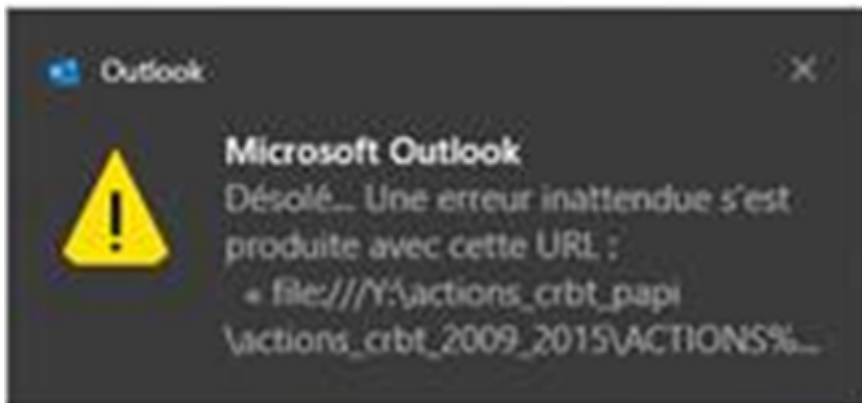 Outlook
Microsoft Outlook
Désolé... Une erreur inattendue s'est
produite avec cette URL :
« file:///Y:\actions_crbt_papi
\actions_crbt_2009_2015\ACTIONS%...